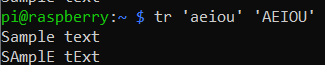 pi@raspberry:~ $ tr 'aeiou' 'AEIOU'
Sample text
SAmplE tExt